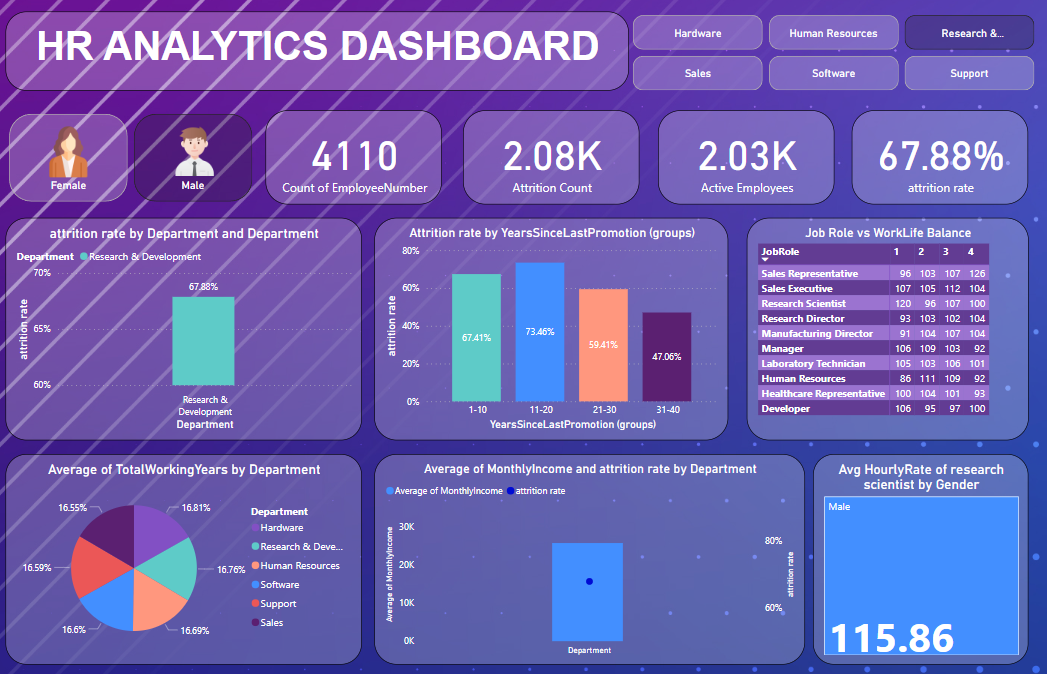 HR ANALYTICS DASHBOARD
Hardware
Human Resources
Research &...
Sales
Software
Support
Female
Male
4110
Count of EmployeeNumber
2.08K
Attrition Count
2.03K
Active Employees
67.88%
attrition rate
attrition rate by Department and Department
Department Research & Development
70%
65%
60%
attrition rate
67.88%
Research &
Development
Department
Attrition rate by YearsSinceLastPromotion (groups)
80%
60%
40%
20%
0%
attrition rate
67.41%
73.46%
59.41%
47.06%
1-10
11-20
21-30
31-40
YearsSinceLastPromotion (groups)
Job Role vs WorkLife Balance
JobRole 1 2 3 4
Sales Representative 96 103 107 126
Sales Executive 107 105 112 104
Research Scientist 120 96 107 100
Research Director 93 103 102 104
Manufacturing Director 91 104 107 104
Manager 106 109 103 92
Laboratory Technician 105 103 106 101
Human Resources 86 111 109 92
Healthcare Representative 100 104 101 93
Developer 106 95 97 100
Average of TotalWorkingYears by Department
16.55%
16.81%
16.59%
16.76%
16.6%
16.69%
Department
Hardware
Research & Deve...
Human Resources
Software
Support
Sales
Average of MonthlyIncome and attrition rate by Department
Average of MonthlyIncome attrition rate
30K
20K
10K
0K
Average of MonthlyIncome
80%
60%
attrition rate
Department
Avg HourlyRate of research
scientist by Gender
Male
115.86